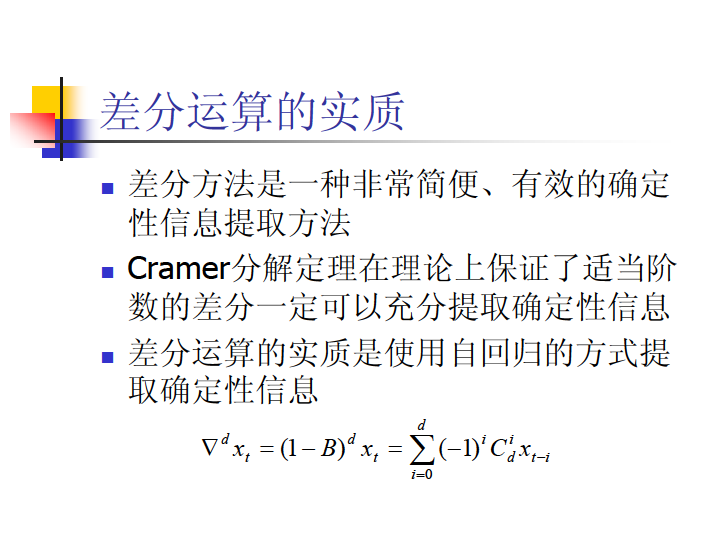 差分运算的实质
差分方法是一种非常简便、有效的确定
性信息提取方法
Cramer分解定理在理论上保证了适当阶
数的差分一定可以充分提取确定性信息
差分运算的实质是使用自回归的方式提
取确定性信息
$\nabla^d x_t = (1-B)^d x_t = \sum_{i=0}^{d} (-1)^i C_d^i x_{t-i}$